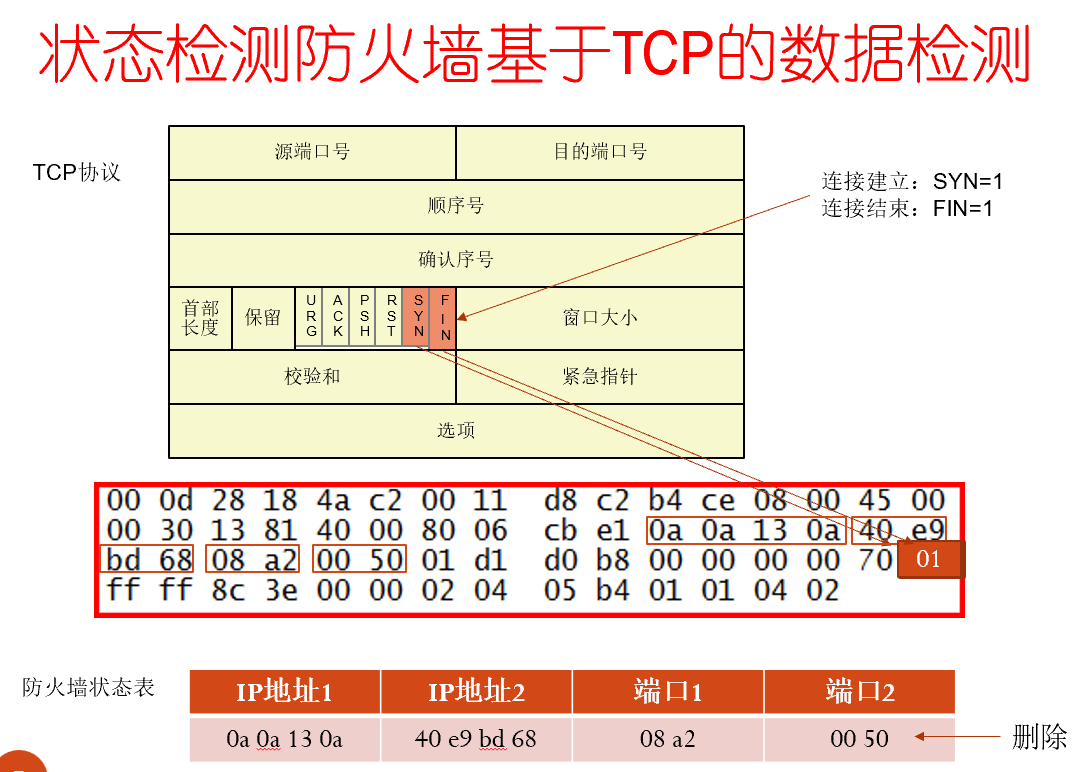 状态检测防火墙基于TCP的数据检测
TCP协议
源端口号 目的端口号
连接建立：SYN=1
连接结束：FIN=1
顺序号
确认序号
首部长度 保留 URG ACK PSH RST SYN FIN 窗口大小
校验和 紧急指针
选项
00 0d 28 18 4a c2 00 11 d8 c2 b4 ce 08 00 45 00
00 30 13 81 40 00 80 06 cb e1 0a 0a 13 0a 40 e9
bd 68 08 a2 00 50 01 d1 d0 b8 00 00 00 00 70 01
ff ff 8c 3e 00 00 02 04 05 b4 01 01 04 02
防火墙状态表
IP地址1 IP地址2 端口1 端口2
0a 0a 13 0a 40 e9 bd 68 08 a2 00 50
删除